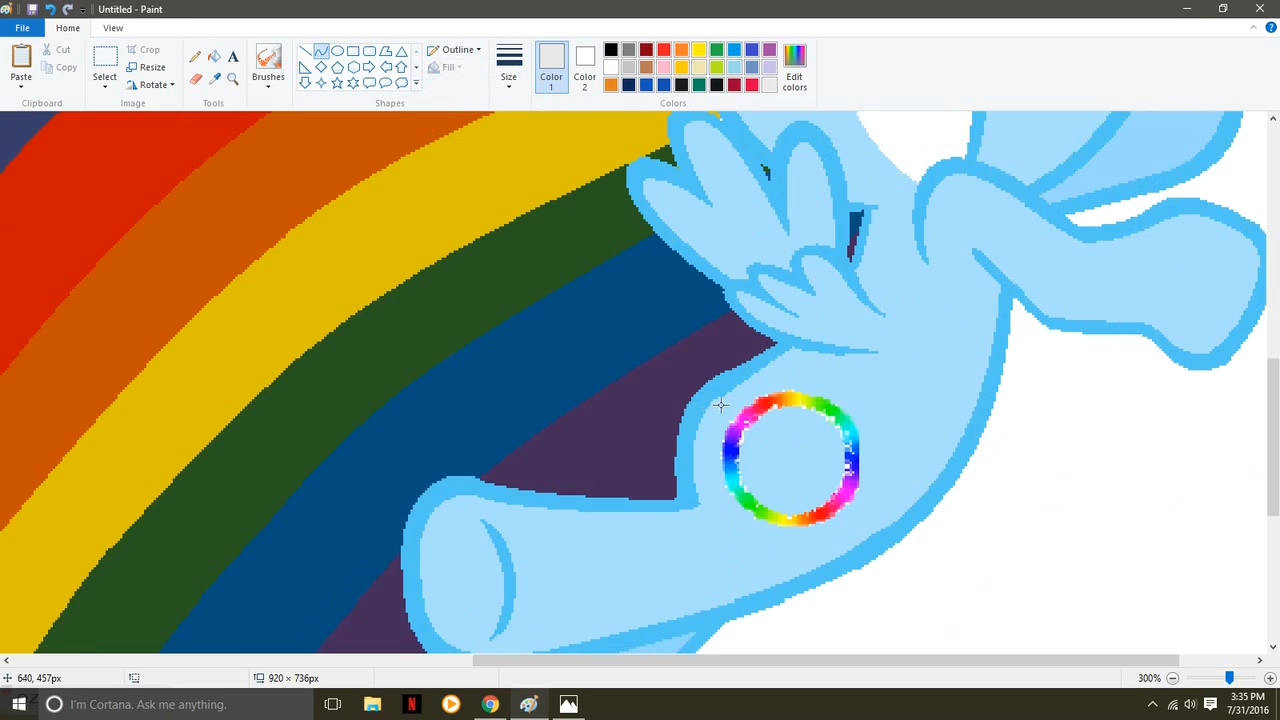 Untitled - Paint
File Home View
Paste Cut Copy Clipboard
Select Crop Resize Rotate Image
Tools
Brushes
Outline Fill Shapes
Size
Color 1 Color 2 Edit colors Colors
640, 457px 920 × 736px 300%
I'm Cortana. Ask me anything. 3:35 PM
7/31/2016